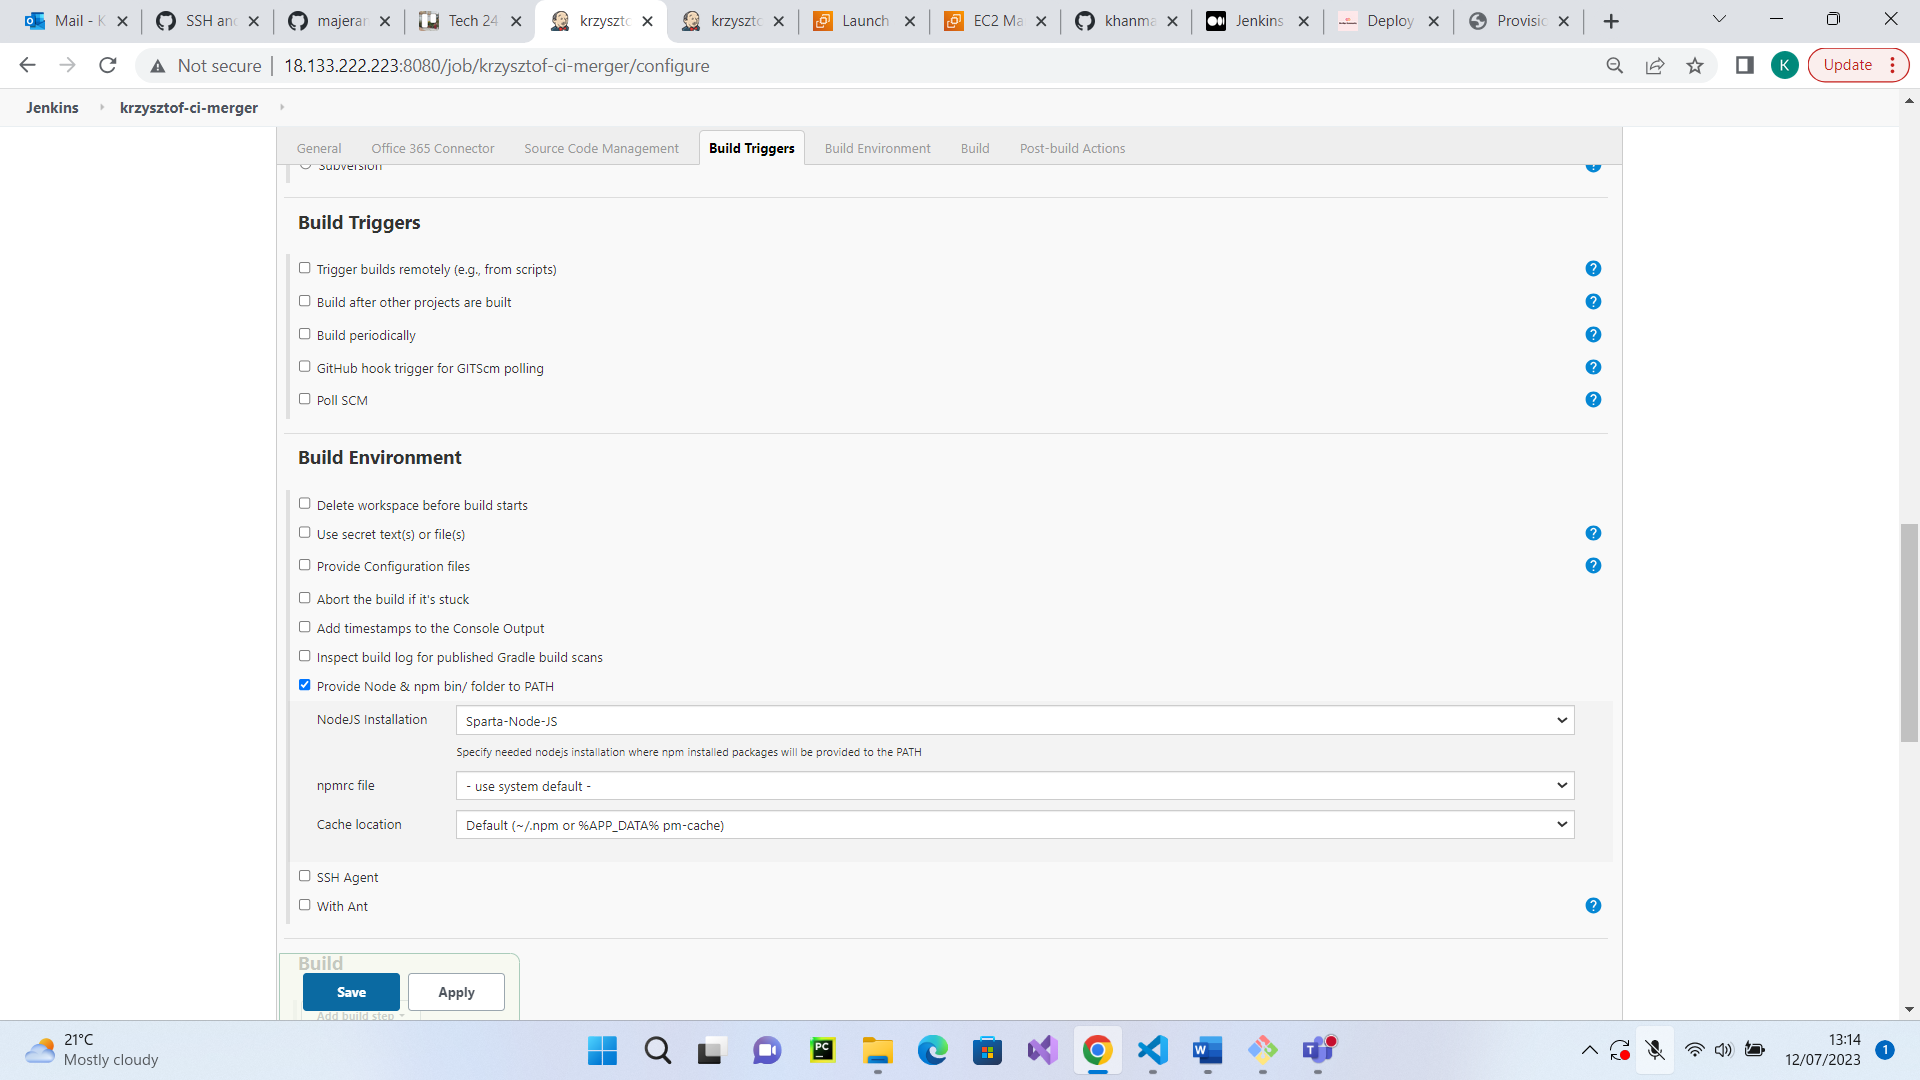 Mail - K
SSH and
majeran
Tech 24
krzyszto
krzyszto
Launch
EC2 Ma
khanma
Jenkins
Deploy
Provisio
Not secure
18.133.222.223:8080/job/krzysztof-ci-merger/configure
K
Update
Jenkins
krzysztof-ci-merger
General
Office 365 Connector
Source Code Management
Build Triggers
Build Environment
Build
Post-build Actions
Subversion
Build Triggers
Trigger builds remotely (e.g., from scripts)
Build after other projects are built
Build periodically
GitHub hook trigger for GITScm polling
Poll SCM
Build Environment
Delete workspace before build starts
Use secret text(s) or file(s)
Provide Configuration files
Abort the build if it's stuck
Add timestamps to the Console Output
Inspect build log for published Gradle build scans
Provide Node & npm bin/ folder to PATH
NodeJS Installation
Sparta-Node-JS
Specify needed nodejs installation where npm installed packages will be provided to the PATH
npmrc file
- use system default -
Cache location
Default (~/.npm or %APP_DATA% pm-cache)
SSH Agent
With Ant
Build
Save
Apply
Add build step
21°C
Mostly cloudy
13:14
12/07/2023
1